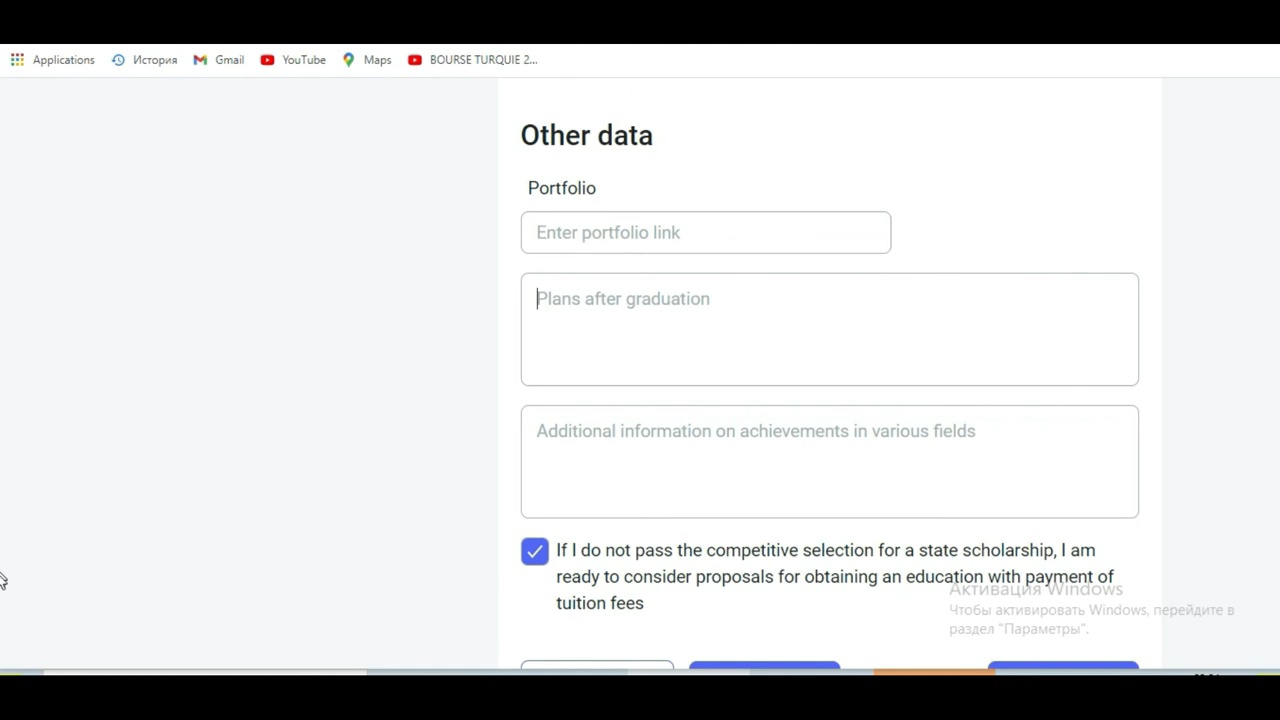 Applications История Gmail YouTube Maps BOURSE TURQUIE 2...
Other data
Portfolio
Enter portfolio link
Plans after graduation
Additional information on achievements in various fields
If I do not pass the competitive selection for a state scholarship, I am
ready to consider proposals for obtaining an education with payment of
tuition fees
Активация Windows
Чтобы активировать Windows, перейдите в
раздел "Параметры".